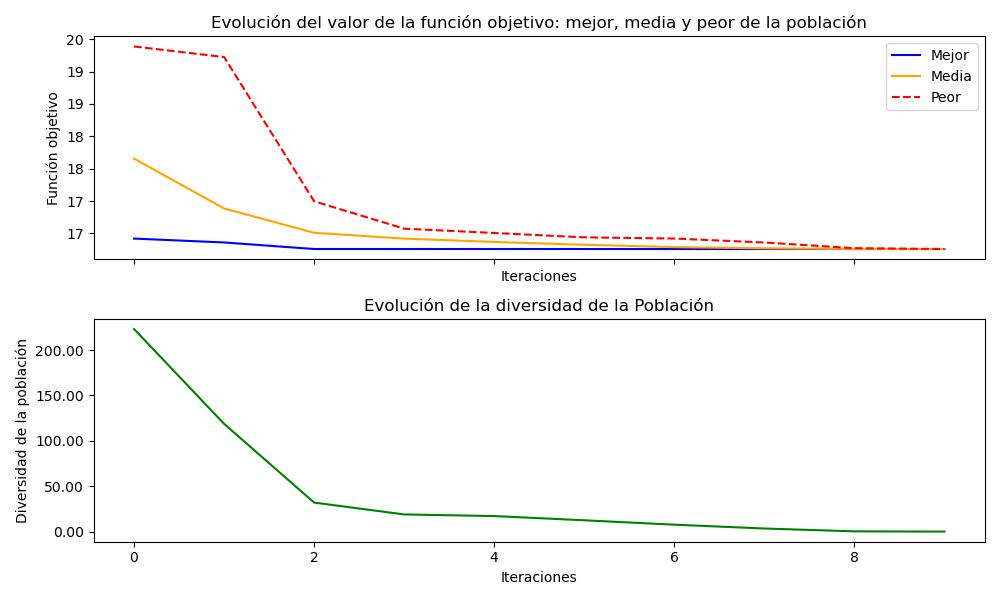 Evolución del valor de la función objetivo: mejor, media y peor de la población
20
19
19
18
18
17
17
Función objetivo
Mejor
Media
Peor
Iteraciones
Evolución de la diversidad de la Población
200.00
150.00
100.00
50.00
0.00
Diversidad de la población
0 2 4 6 8
Iteraciones